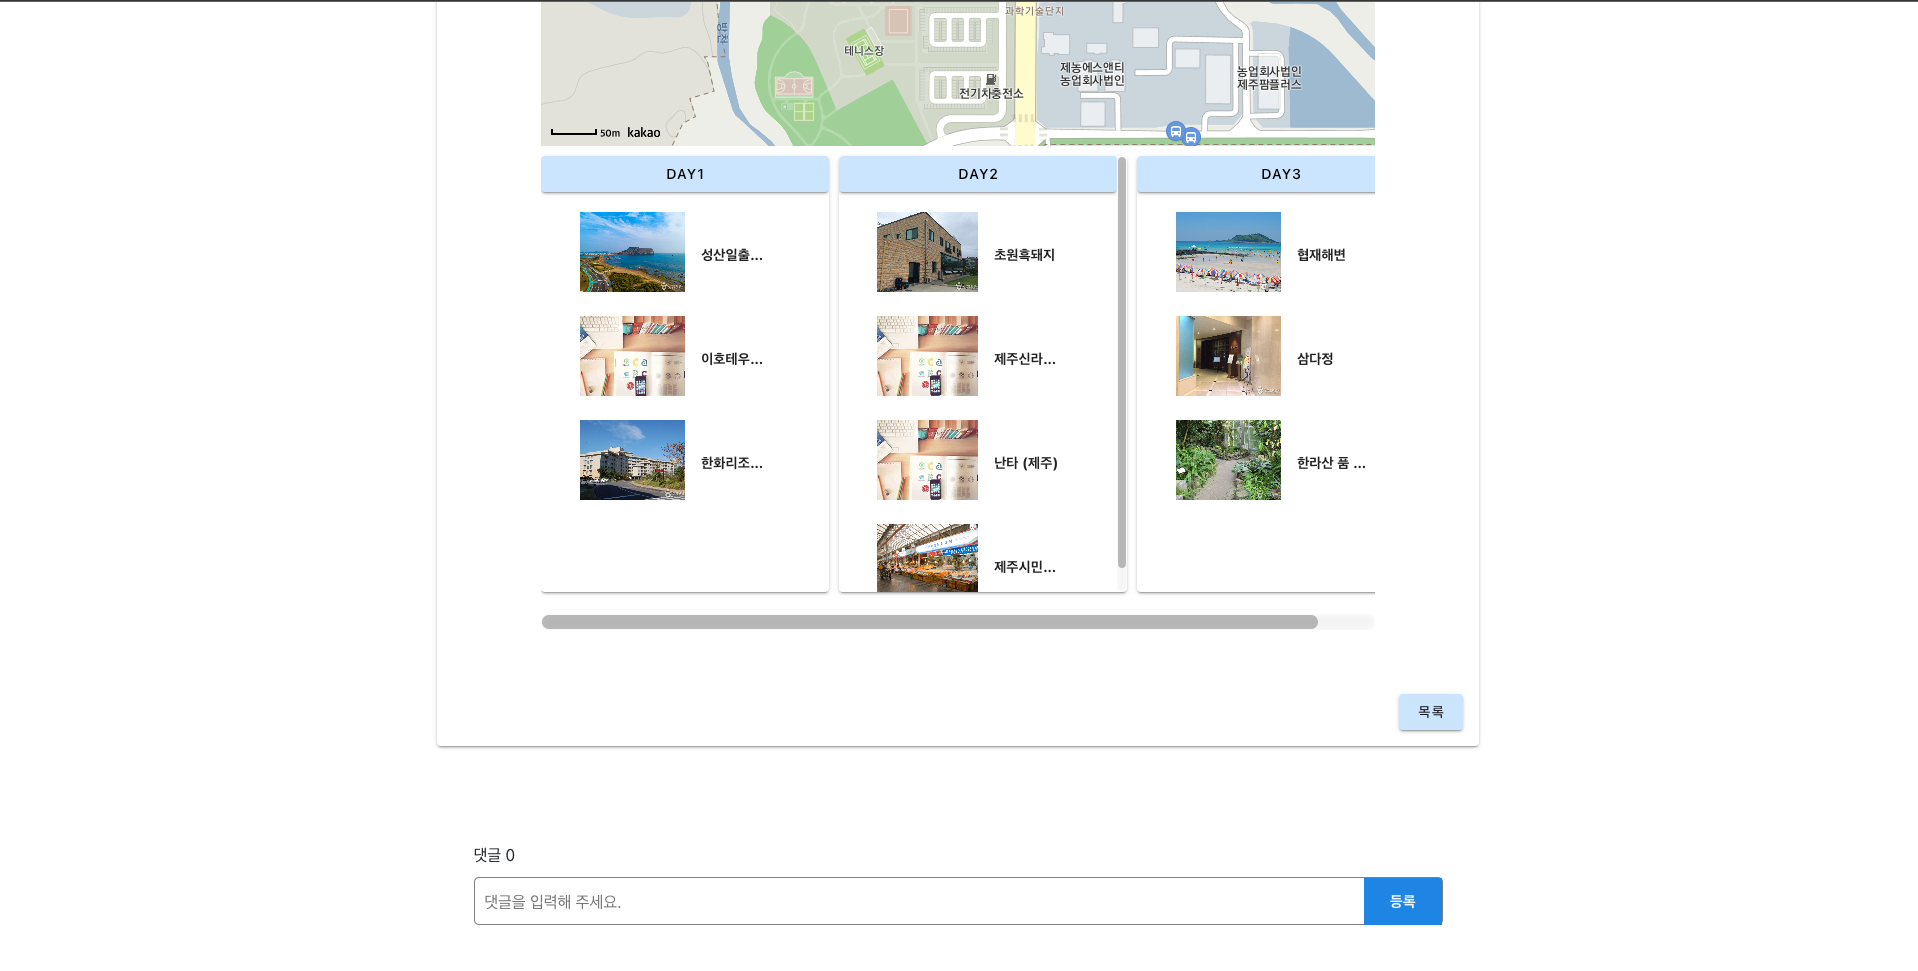 과학기술단지
방천
테니스장
제농에스앤티
농업회사법인
농업회사법인
제주팜플러스
전기차충전소
50m kakao
DAY1
DAY2
DAY3
성산일출...
초원흑돼지
협재해변
이호테우...
제주신라...
삼다정
한화리조...
난타 (제주)
한라산 품 ...
제주시민...
목록
댓글 0
댓글을 입력해 주세요.
등록